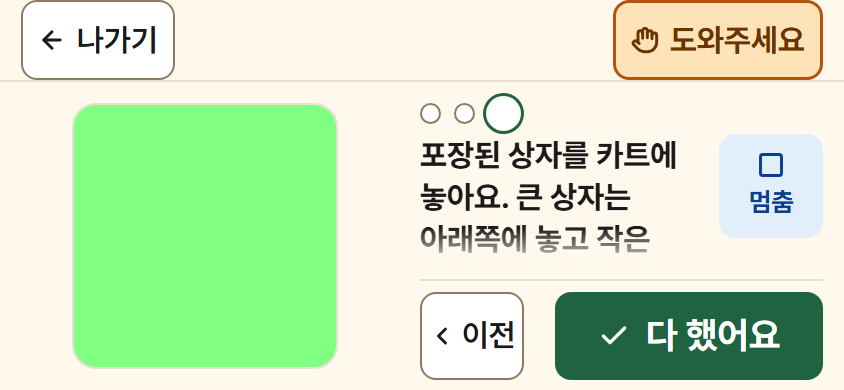 나가기
도와주세요
포장된 상자를 카트에
놓아요. 큰 상자는
아래쪽에 놓고 작은
멈춤
이전
다 했어요